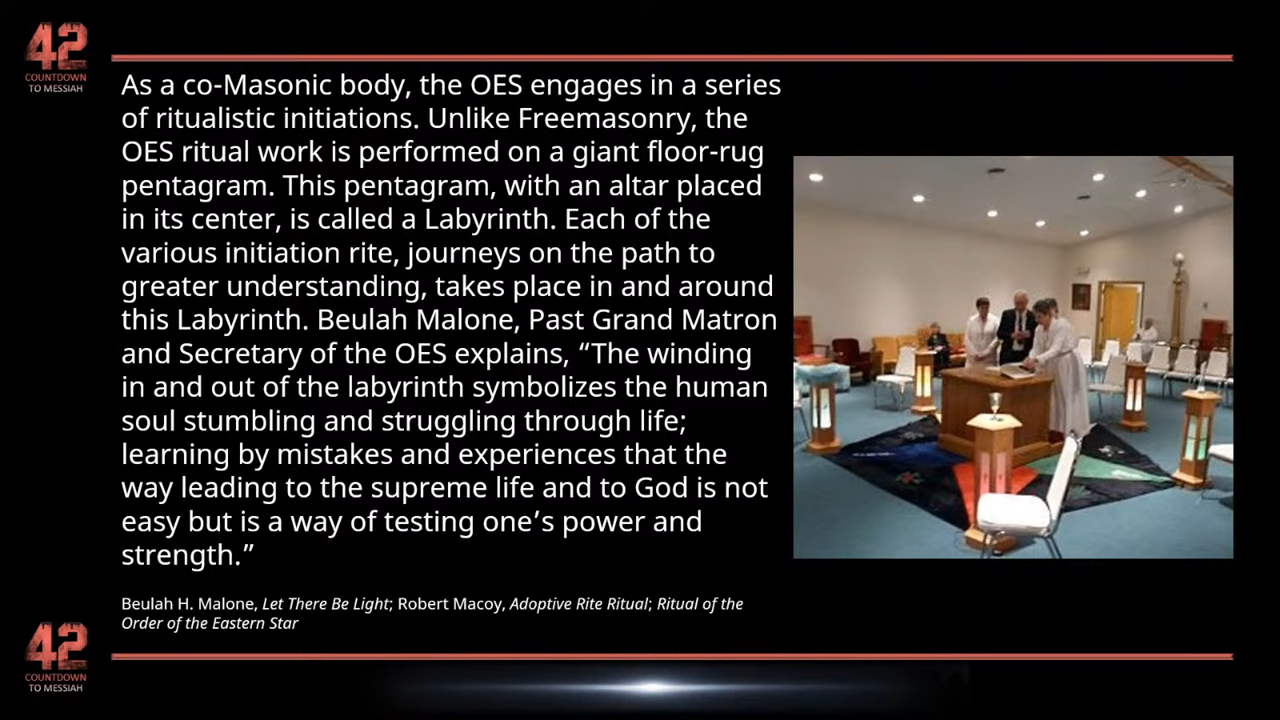 42
COUNTDOWN
TO MESSIAH
As a co-Masonic body, the OES engages in a series
of ritualistic initiations. Unlike Freemasonry, the
OES ritual work is performed on a giant floor-rug
pentagram. This pentagram, with an altar placed
in its center, is called a Labyrinth. Each of the
various initiation rite, journeys on the path to
greater understanding, takes place in and around
this Labyrinth. Beulah Malone, Past Grand Matron
and Secretary of the OES explains, “The winding
in and out of the labyrinth symbolizes the human
soul stumbling and struggling through life;
learning by mistakes and experiences that the
way leading to the supreme life and to God is not
easy but is a way of testing one’s power and
strength.”
Beulah H. Malone, Let There Be Light; Robert Macoy, Adoptive Rite Ritual; Ritual of the
Order of the Eastern Star
42
COUNTDOWN
TO MESSIAH